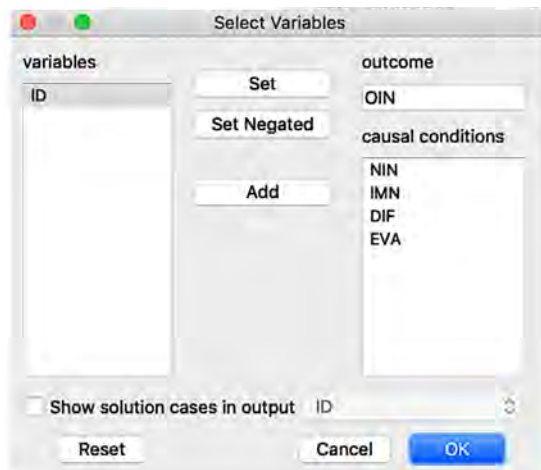 Select Variables
variables
ID
Set
Set Negated
Add
outcome
OIN
causal conditions
NIN
IMN
DIF
EVA
Show solution cases in output ID
Reset
Cancel
OK